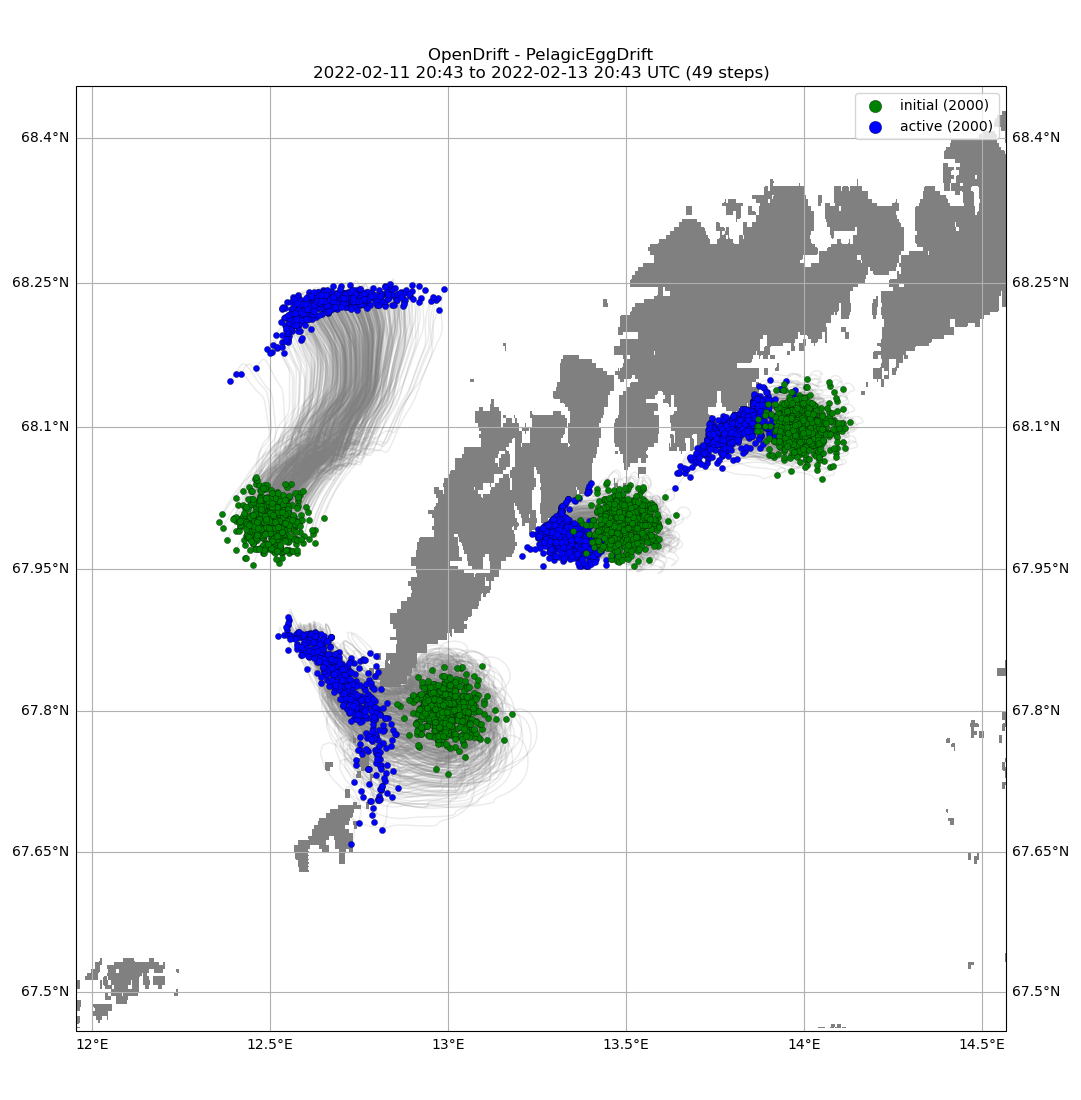 OpenDrift - PelagicEggDrift
2022-02-11 20:43 to 2022-02-13 20:43 UTC (49 steps)
initial (2000)
active (2000)
68.4°N
68.4°N
68.25°N
68.25°N
68.1°N
68.1°N
67.95°N
67.95°N
67.8°N
67.8°N
67.65°N
67.65°N
67.5°N
67.5°N
12°E
12.5°E
13°E
13.5°E
14°E
14.5°E